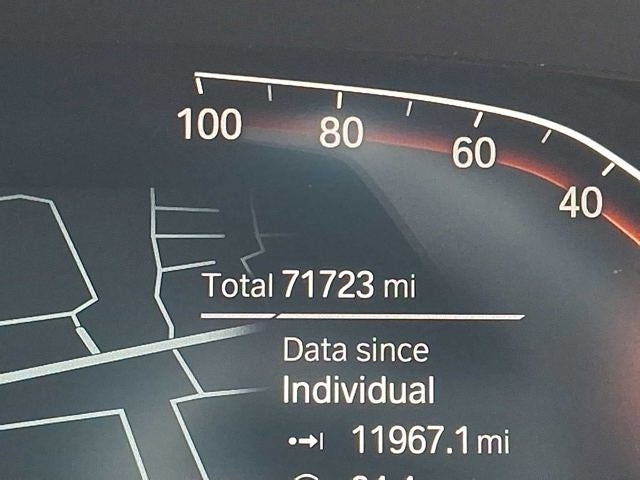 100 80 60 40
Total 71723 mi
Data since
Individual
11967.1 mi